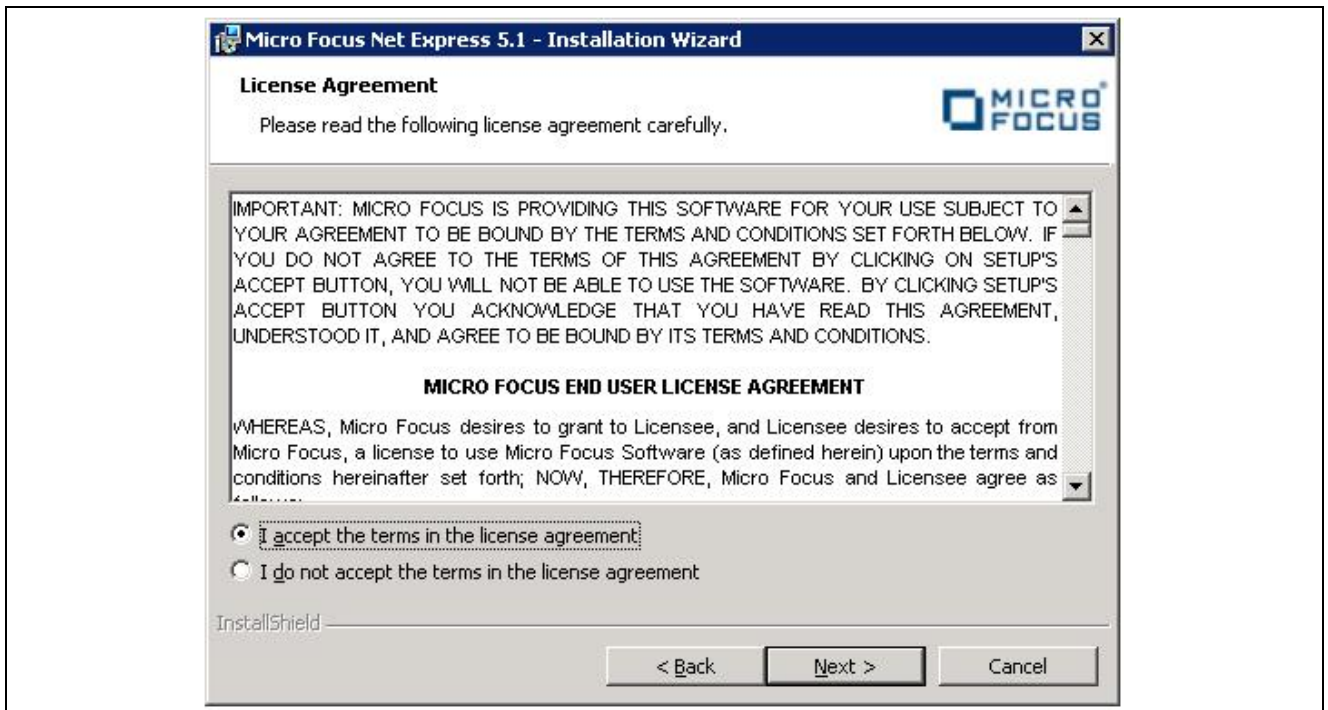 Micro Focus Net Express 5.1 - Installation Wizard
License Agreement
Please read the following license agreement carefully.
MICRO
FOCUS
IMPORTANT: MICRO FOCUS IS PROVIDING THIS SOFTWARE FOR YOUR USE SUBJECT TO
YOUR AGREEMENT TO BE BOUND BY THE TERMS AND CONDITIONS SET FORTH BELOW. IF
YOU DO NOT AGREE TO THE TERMS OF THIS AGREEMENT BY CLICKING ON SETUP'S
ACCEPT BUTTON, YOU WILL NOT BE ABLE TO USE THE SOFTWARE. BY CLICKING SETUP'S
ACCEPT BUTTON YOU ACKNOWLEDGE THAT YOU HAVE READ THIS AGREEMENT,
UNDERSTOOD IT, AND AGREE TO BE BOUND BY ITS TERMS AND CONDITIONS.
MICRO FOCUS END USER LICENSE AGREEMENT
WHEREAS, Micro Focus desires to grant to Licensee, and Licensee desires to accept from
Micro Focus, a license to use Micro Focus Software (as defined herein) upon the terms and
conditions hereinafter set forth; NOW, THEREFORE, Micro Focus and Licensee agree as
I accept the terms in the license agreement
I do not accept the terms in the license agreement
InstallShield
< Back
Next >
Cancel